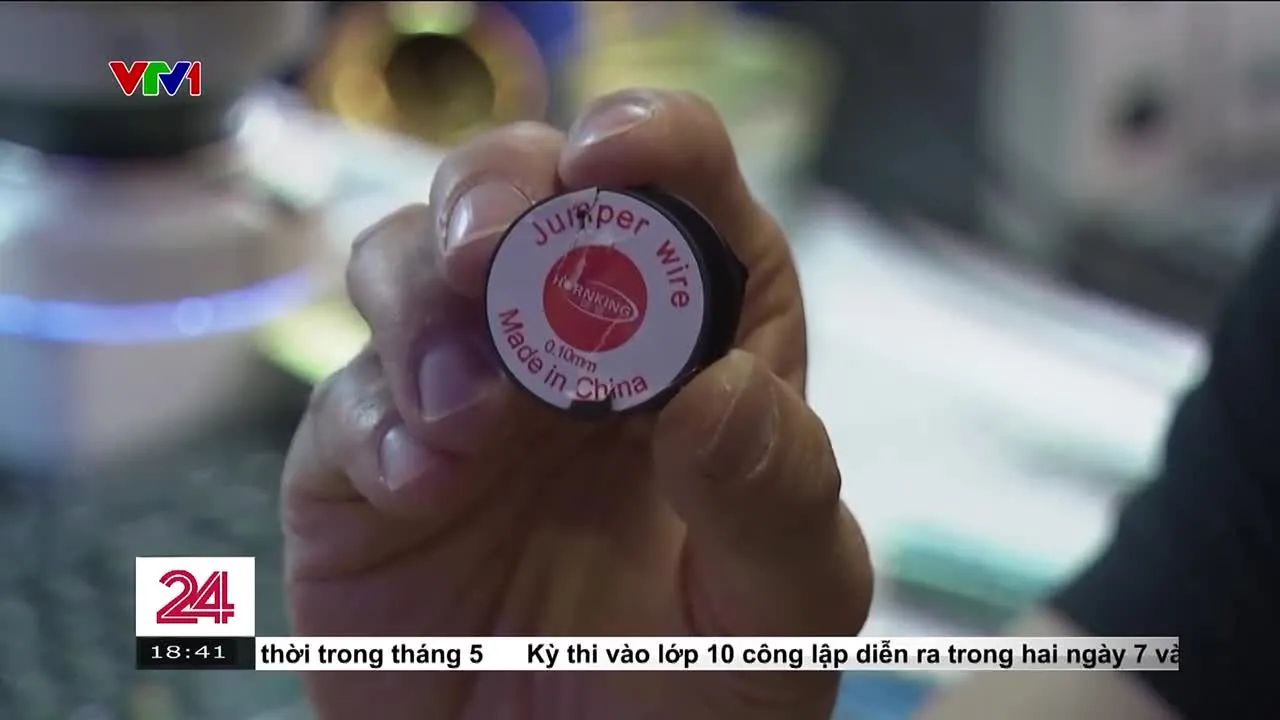 VTV1
Jumper wire
HORNKING
0.10mm
Made in China
24
18:41
thời trong tháng 5 Kỳ thi vào lớp 10 công lập diễn ra trong hai ngày 7 và